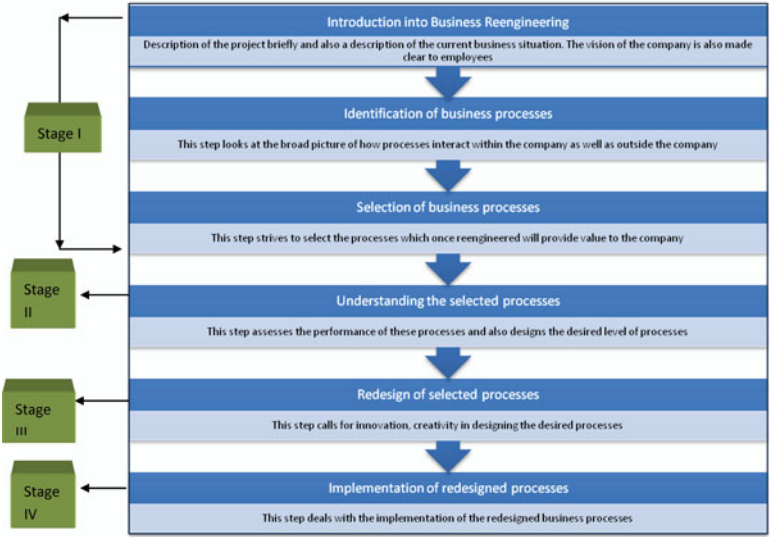 Introduction into Business Reengineering
Description of the project briefly and also a description of the current business situation. The vision of the company is also made
clear to employees
Identification of business processes
Stage I
This step looks at the broad picture of how processes interact within the company as well as outside the company
Selection of business processes
This step strives to select the processes which once reengineered will provide value to the company
Stage
II
Understanding the selected processes
This step assesses the performance of these processes and also designs the desired level of processes
Redesign of selected processes
Stage
III
This step calls for innovation, creativity in designing the desired processes
Implementation of redesigned processes
Stage
IV
This step deals with the implementation of the redesigned business processes